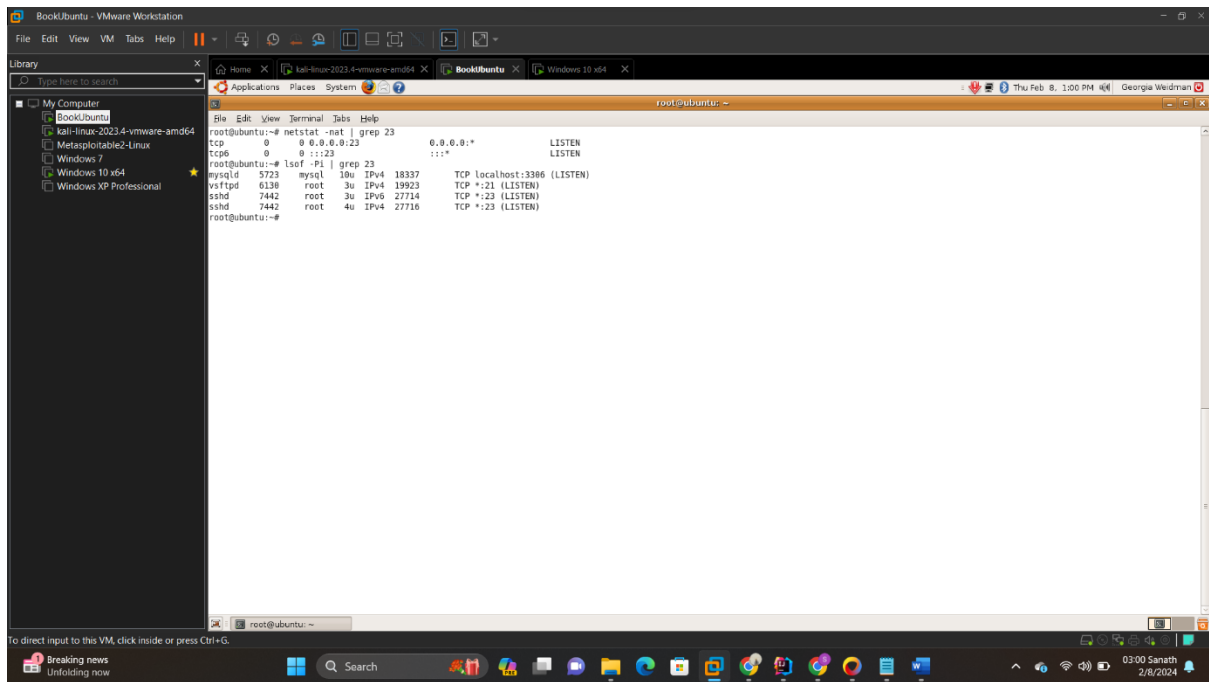 BookUbuntu - VMware Workstation
File Edit View VM Tabs Help
Library X
Type here to search
My Computer
BookUbuntu
kali-linux-2023.4-vmware-amd64
Metasploitable2-Linux
Windows 7
Windows 10 x64
Windows XP Professional
Home X kali-linux-2023.4-vmware-amd64 X BookUbuntu X Windows 10 x64 X
Applications Places System Thu Feb 8, 1:00 PM Georgia Weidman
root@ubuntu: ~
File Edit View Terminal Tabs Help
root@ubuntu:~# netstat -nat | grep 23
tcp 0 0 0.0.0.0:23 0.0.0.0:* LISTEN
tcp6 0 0 :::23 :::* LISTEN
root@ubuntu:~# lsof -Pi | grep 23
mysqld 5723 mysql 10u IPv4 18337 TCP localhost:3306 (LISTEN)
vsftpd 6130 root 3u IPv4 19923 TCP *:21 (LISTEN)
sshd 7442 root 3u IPv6 27714 TCP *:23 (LISTEN)
sshd 7442 root 4u IPv4 27716 TCP *:23 (LISTEN)
root@ubuntu:~#
root@ubuntu: ~
To direct input to this VM, click inside or press Ctrl+G.
1
Breaking news
Unfolding now
Search
03:00 Sanath
2/8/2024